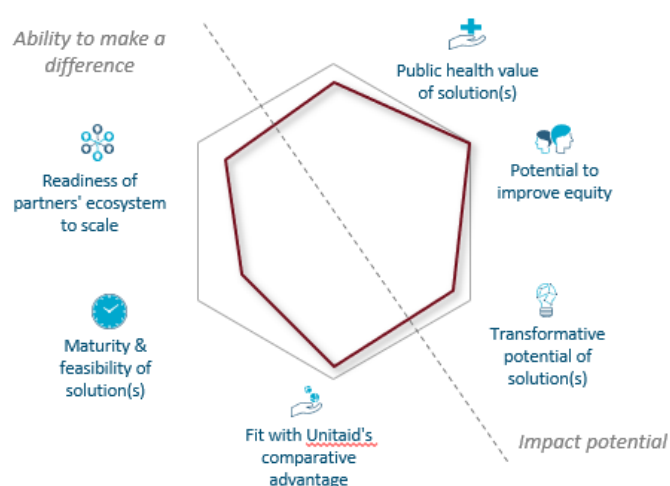 Ability to make a
difference
Public health value
of solution(s)
Potential to
improve equity
Transformative
potential of
solution(s)
Impact potential
Fit with Unitaid's
comparative
advantage
Maturity &
feasibility of
solution(s)
Readiness of
partners' ecosystem
to scale